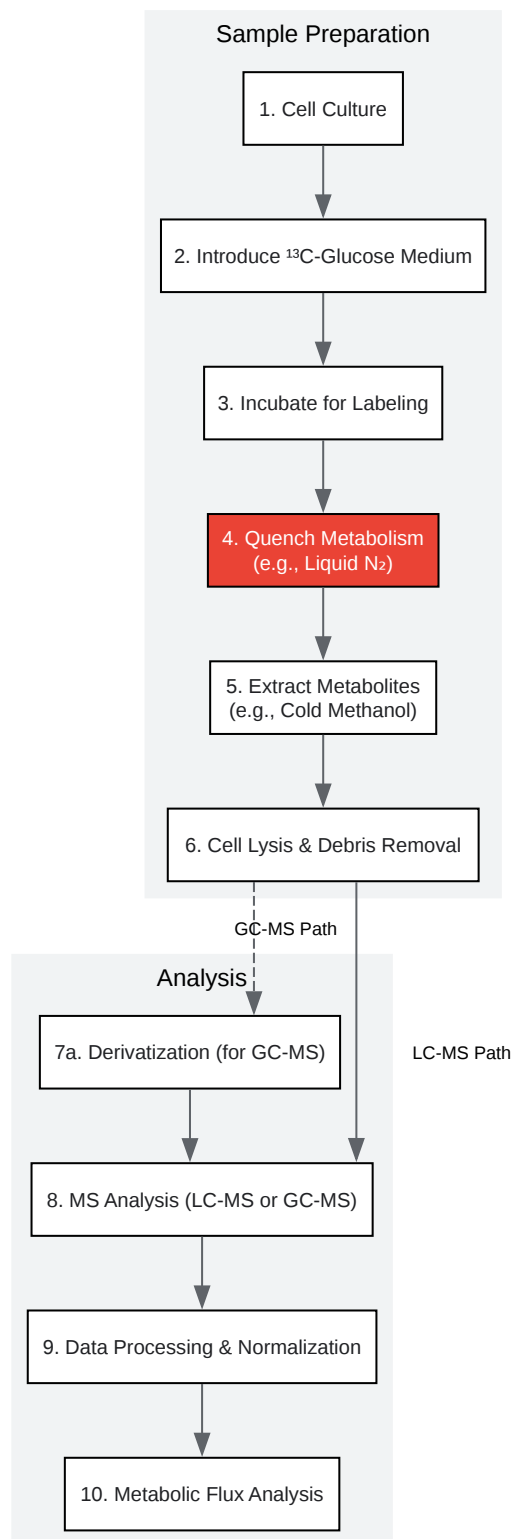 Sample Preparation
1. Cell Culture
2. Introduce ¹³C-Glucose Medium
3. Incubate for Labeling
4. Quench Metabolism
(e.g., Liquid N₂)
5. Extract Metabolites
(e.g., Cold Methanol)
6. Cell Lysis & Debris Removal
GC-MS Path
Analysis
7a. Derivatization (for GC-MS)
LC-MS Path
8. MS Analysis (LC-MS or GC-MS)
9. Data Processing & Normalization
10. Metabolic Flux Analysis